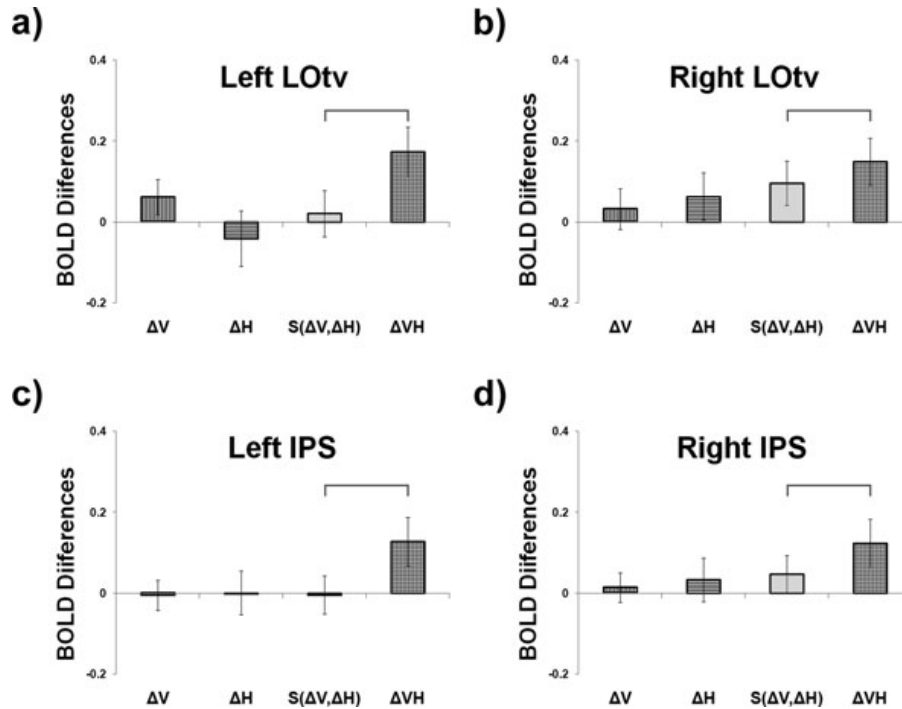 a)
Left LOtv
BOLD Diiferences
0.4
0.2
0
-0.2
ΔV ΔH S(ΔV,ΔH) ΔVH
b)
Right LOtv
BOLD Diiferences
0.4
0.2
0
-0.2
ΔV ΔH S(ΔV,ΔH) ΔVH
c)
Left IPS
BOLD Diiferences
0.4
0.2
0
-0.2
ΔV ΔH S(ΔV,ΔH) ΔVH
d)
Right IPS
BOLD Diiferences
0.4
0.2
0
-0.2
ΔV ΔH S(ΔV,ΔH) ΔVH